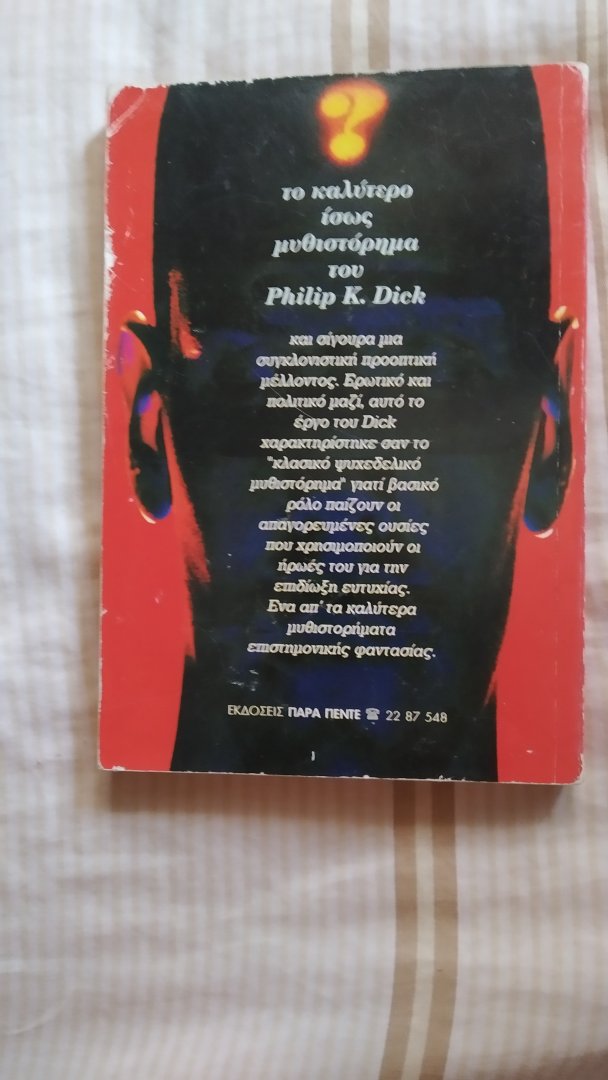 ?
το καλύτερο
ίσως
μυθιστόρημα
του
Philip K. Dick
και σίγουρα μια
συγκλονιστική προοπτική
μέλλοντος. Ερωτικό και
πολιτικό μαζί, αυτό το
έργο του Dick
χαρακτηρίστηκε σαν το
"κλασικό ψυχεδελικό
μυθιστόρημα" γιατί βασικό
ρόλο παίζουν οι
απαγορευμένες ουσίες
που χρησιμοποιούν οι
ήρωές του για την
επιδίωξη ευτυχίας.
Ενα απ' τα καλύτερα
μυθιστορήματα
επιστημονικής φαντασίας.
ΕΚΔΟΣΕΙΣ ΠΑΡΑ ΠΕΝΤΕ ☎ 22 87 548